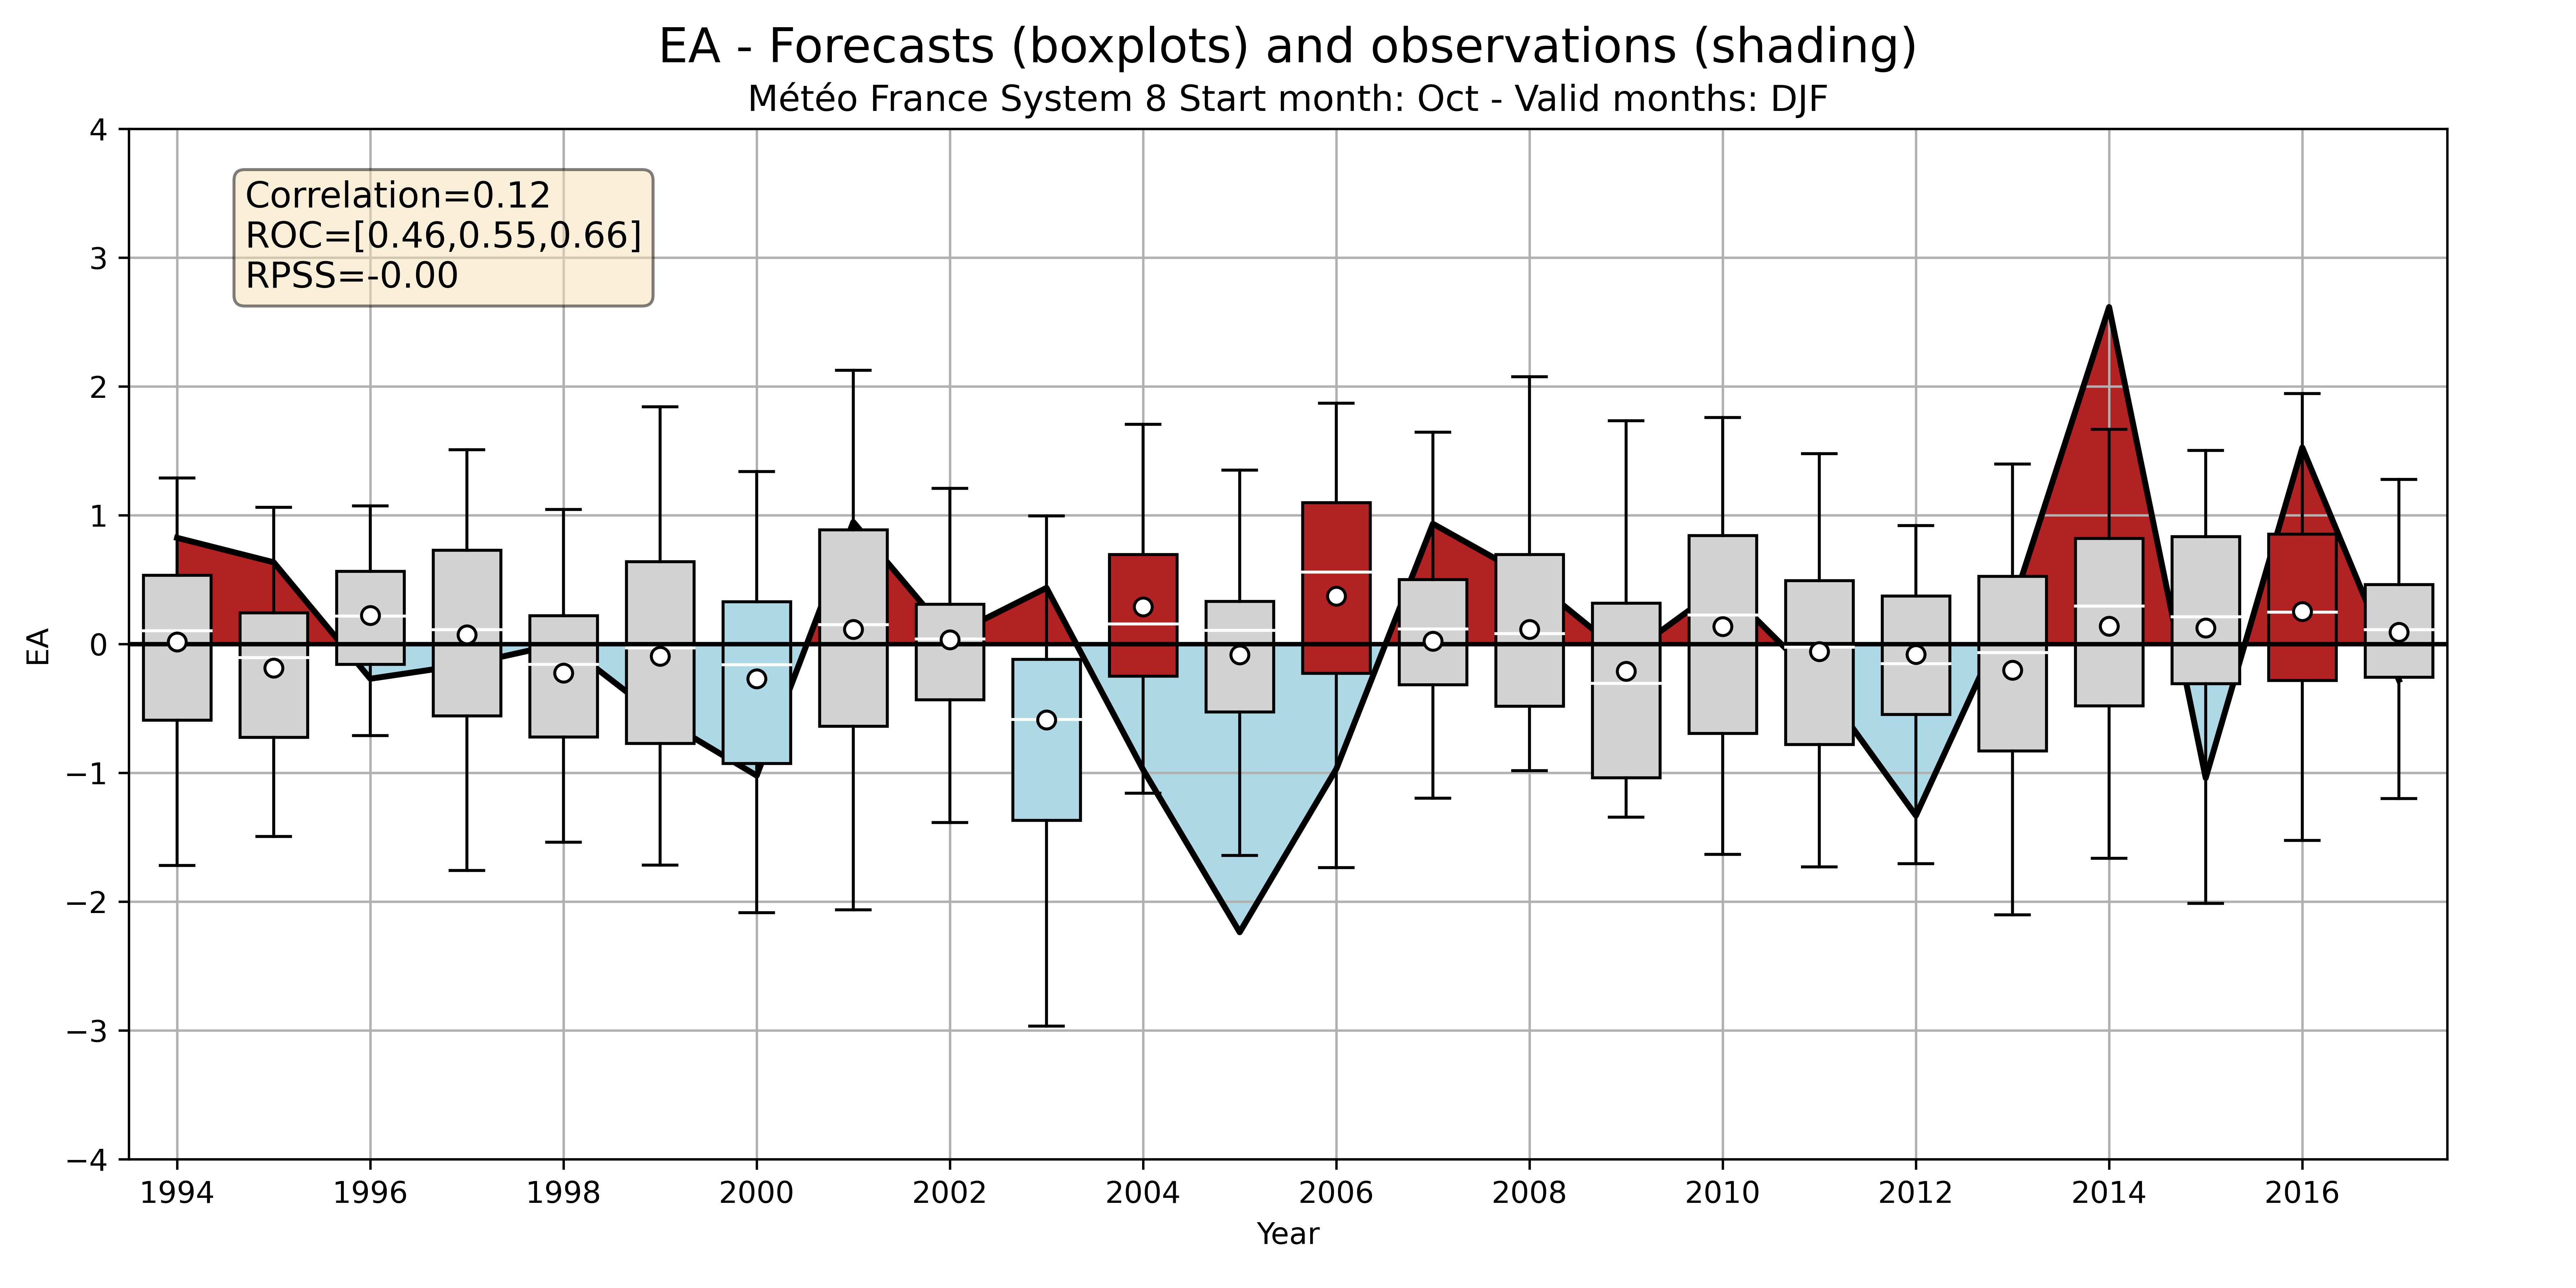 EA - Forecasts (boxplots) and observations (shading)
Météo France System 8 Start month: Oct - Valid months: DJF
Correlation=0.12
ROC=[0.46,0.55,0.66]
RPSS=-0.00
EA
4
3
2
1
0
−1
−2
−3
−4
1994 1996 1998 2000 2002 2004 2006 2008 2010 2012 2014 2016
Year